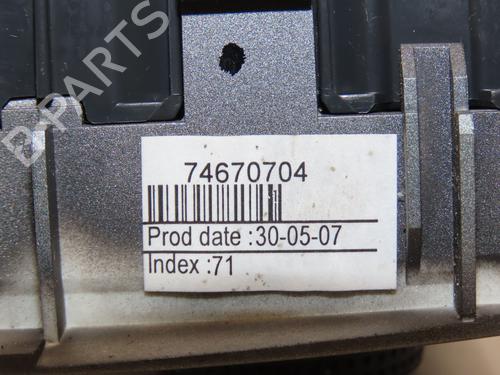 B-PARTS
74670704
Prod date :30-05-07
Index :71